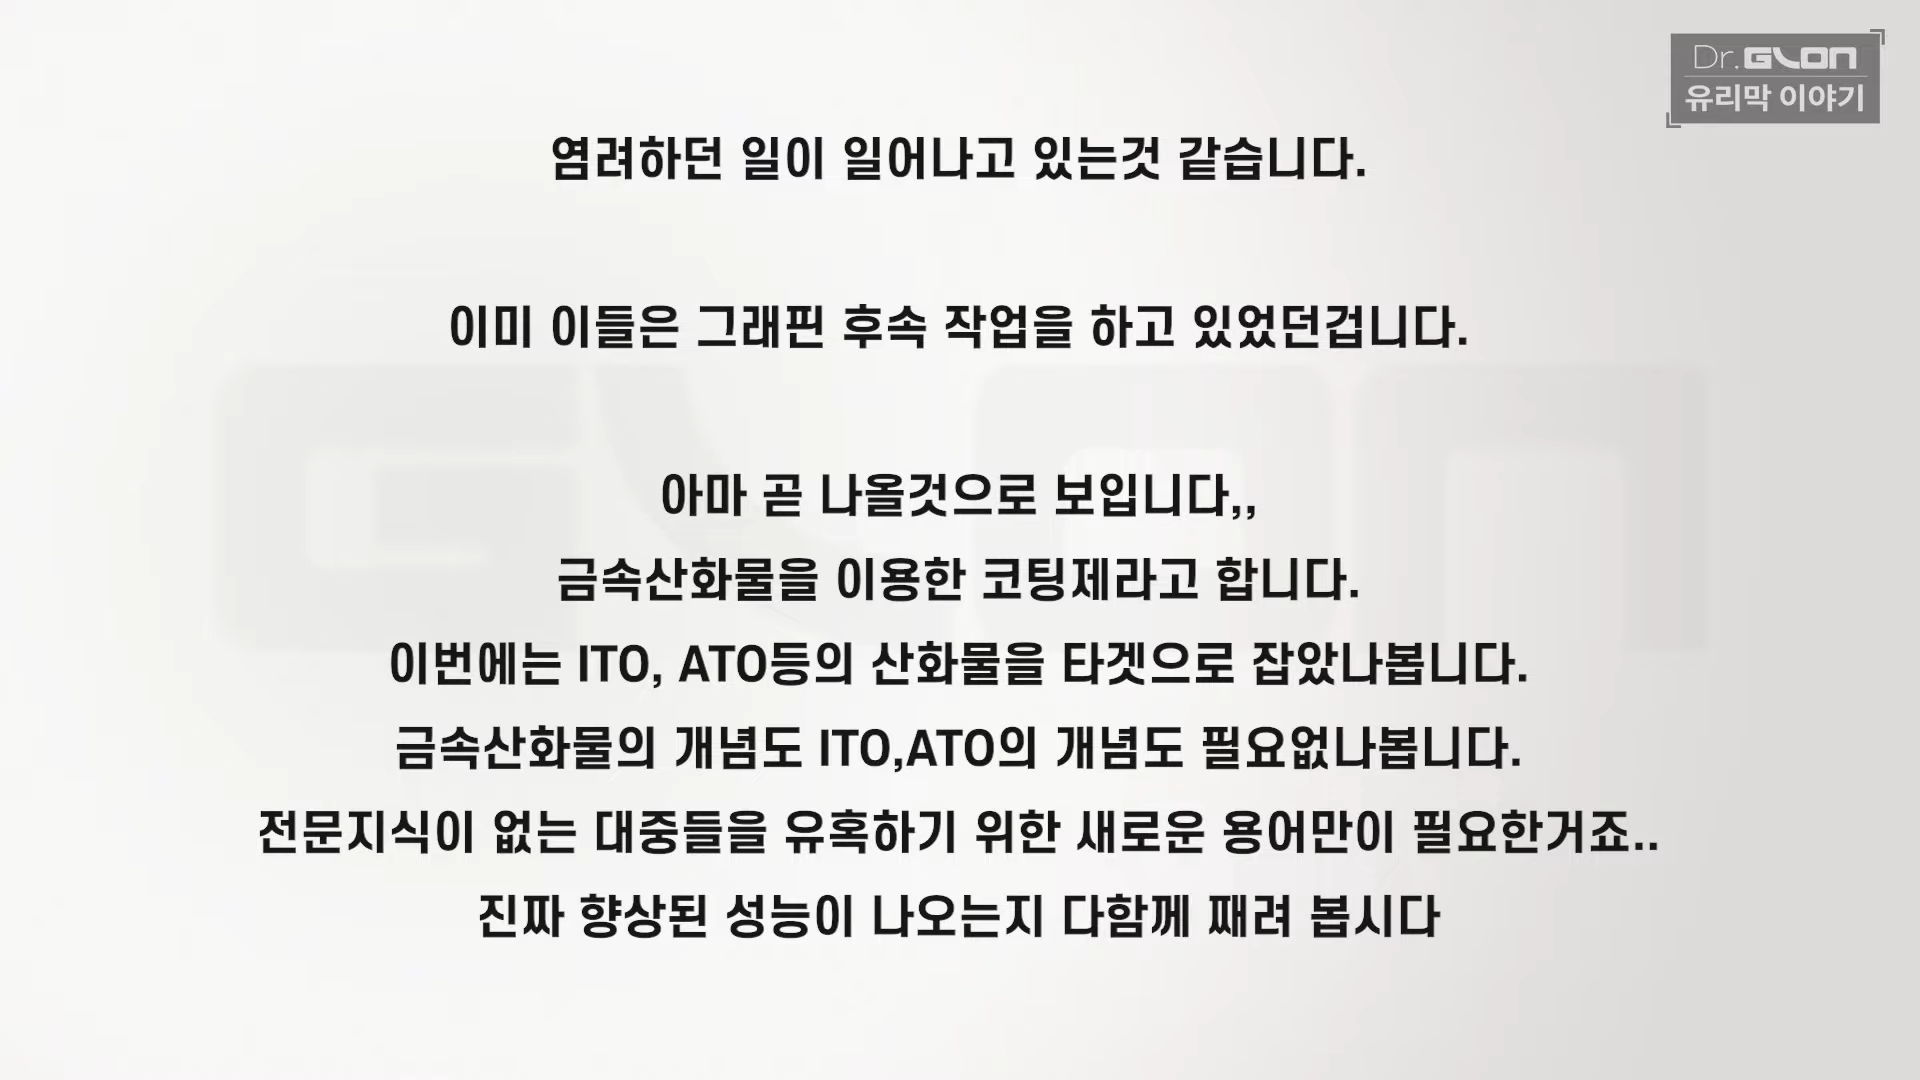 Dr.GLON
유리막 이야기
염려하던 일이 일어나고 있는것 같습니다.
이미 이들은 그래핀 후속 작업을 하고 있었던겁니다.
아마 곧 나올것으로 보입니다,,
금속산화물을 이용한 코팅제라고 합니다.
이번에는 ITO, ATO등의 산화물을 타겟으로 잡았나봅니다.
금속산화물의 개념도 ITO,ATO의 개념도 필요없나봅니다.
전문지식이 없는 대중들을 유혹하기 위한 새로운 용어만이 필요한거죠..
진짜 향상된 성능이 나오는지 다함께 째려 봅시다